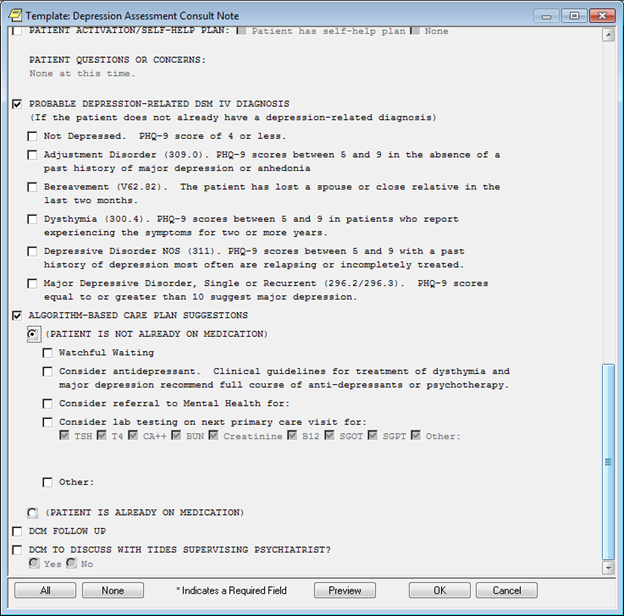 Template: Depression Assessment Consult Note
PATIENT ACTIVATION/SELF-HELP PLAN: Patient has self-help plan None
PATIENT QUESTIONS OR CONCERNS:
None at this time.
PROBABLE DEPRESSION-RELATED DSM IV DIAGNOSIS
(If the patient does not already have a depression-related diagnosis)
Not Depressed. PHQ-9 score of 4 or less.
Adjustment Disorder (309.0). PHQ-9 scores between 5 and 9 in the absence of a
past history of major depression or anhedonia
Bereavement (V62.82). The patient has lost a spouse or close relative in the
last two months.
Dysthymia (300.4). PHQ-9 scores between 5 and 9 in patients who report
experiencing the symptoms for two or more years.
Depressive Disorder NOS (311). PHQ-9 scores between 5 and 9 with a past
history of depression most often are relapsing or incompletely treated.
Major Depressive Disorder, Single or Recurrent (296.2/296.3). PHQ-9 scores
equal to or greater than 10 suggest major depression.
ALGORITHM-BASED CARE PLAN SUGGESTIONS
(PATIENT IS NOT ALREADY ON MEDICATION)
Watchful Waiting
Consider antidepressant. Clinical guidelines for treatment of dysthymia and
major depression recommend full course of anti-depressants or psychotherapy.
Consider referral to Mental Health for:
Consider lab testing on next primary care visit for:
TSH T4 CA++ BUN Creatinine B12 SGOT SGPT Other:
Other:
(PATIENT IS ALREADY ON MEDICATION)
DCM FOLLOW UP
DCM TO DISCUSS WITH TIDES SUPERVISING PSYCHIATRIST?
Yes No
All None * Indicates a Required Field Preview OK Cancel